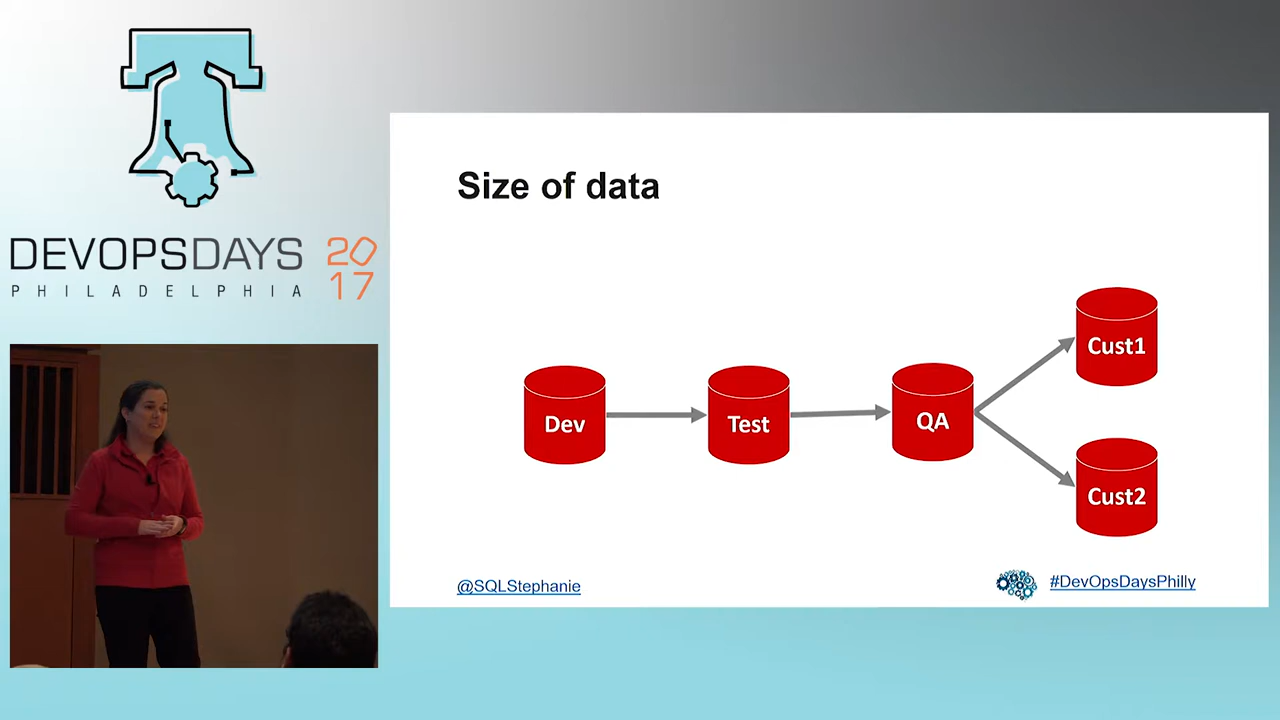 DEVOPSDAYS 2017
PHILADELPHIA
Size of data
Dev
Test
QA
Cust1
Cust2
@SQLStephanie
#DevOpsDaysPhilly